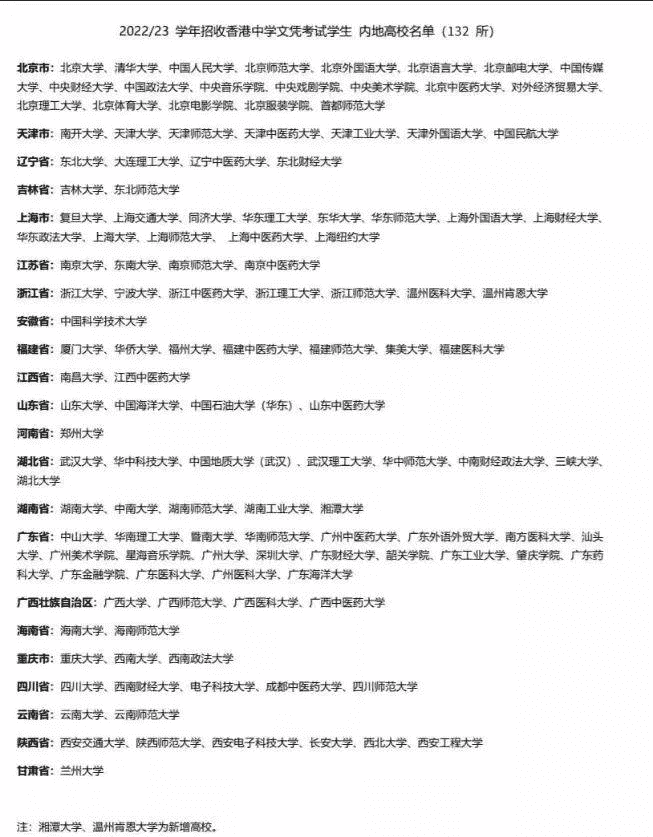 2022/23 学年招收香港中学文凭考试学生 内地高校名单（132 所）
北京市：北京大学、清华大学、中国人民大学、北京师范大学、北京外国语大学、北京语言大学、北京邮电大学、中国传媒
大学、中央财经大学、中国政法大学、中央音乐学院、中央戏剧学院、中央美术学院、北京中医药大学、对外经济贸易大学、
北京理工大学、北京体育大学、北京电影学院、北京服装学院、首都师范大学
天津市：南开大学、天津大学、天津师范大学、天津中医药大学、天津工业大学、天津外国语大学、中国民航大学
辽宁省：东北大学、大连理工大学、辽宁中医药大学、东北财经大学
吉林省：吉林大学、东北师范大学
上海市：复旦大学、上海交通大学、同济大学、华东理工大学、东华大学、华东师范大学、上海外国语大学、上海财经大学、
华东政法大学、上海大学、上海师范大学、 上海中医药大学、上海纽约大学
江苏省：南京大学、东南大学、南京师范大学、南京中医药大学
浙江省：浙江大学、宁波大学、浙江中医药大学、浙江理工大学、浙江师范大学、温州医科大学、温州肯恩大学
安徽省：中国科学技术大学
福建省：厦门大学、华侨大学、福州大学、福建中医药大学、福建师范大学、集美大学、福建医科大学
江西省：南昌大学、江西中医药大学
山东省：山东大学、中国海洋大学、中国石油大学（华东）、山东中医药大学
河南省：郑州大学
湖北省：武汉大学、华中科技大学、中国地质大学（武汉）、武汉理工大学、华中师范大学、中南财经政法大学、三峡大学、
湖北大学
湖南省：湖南大学、中南大学、湖南师范大学、湖南工业大学、湘潭大学
广东省：中山大学、华南理工大学、暨南大学、华南师范大学、广州中医药大学、广东外语外贸大学、南方医科大学、汕头
大学、广州美术学院、星海音乐学院、广州大学、深圳大学、广东财经大学、韶关学院、广东工业大学、肇庆学院、广东药
科大学、广东金融学院、广东医科大学、广州医科大学、广东海洋大学
广西壮族自治区：广西大学、广西师范大学、广西医科大学、广西中医药大学
海南省：海南大学、海南师范大学
重庆市：重庆大学、西南大学、西南政法大学
四川省：四川大学、西南财经大学、电子科技大学、成都中医药大学、四川师范大学
云南省：云南大学、云南师范大学
陕西省：西安交通大学、陕西师范大学、西安电子科技大学、长安大学、西北大学、西安工程大学
甘肃省：兰州大学
注：湘潭大学、温州肯恩大学为新增高校。